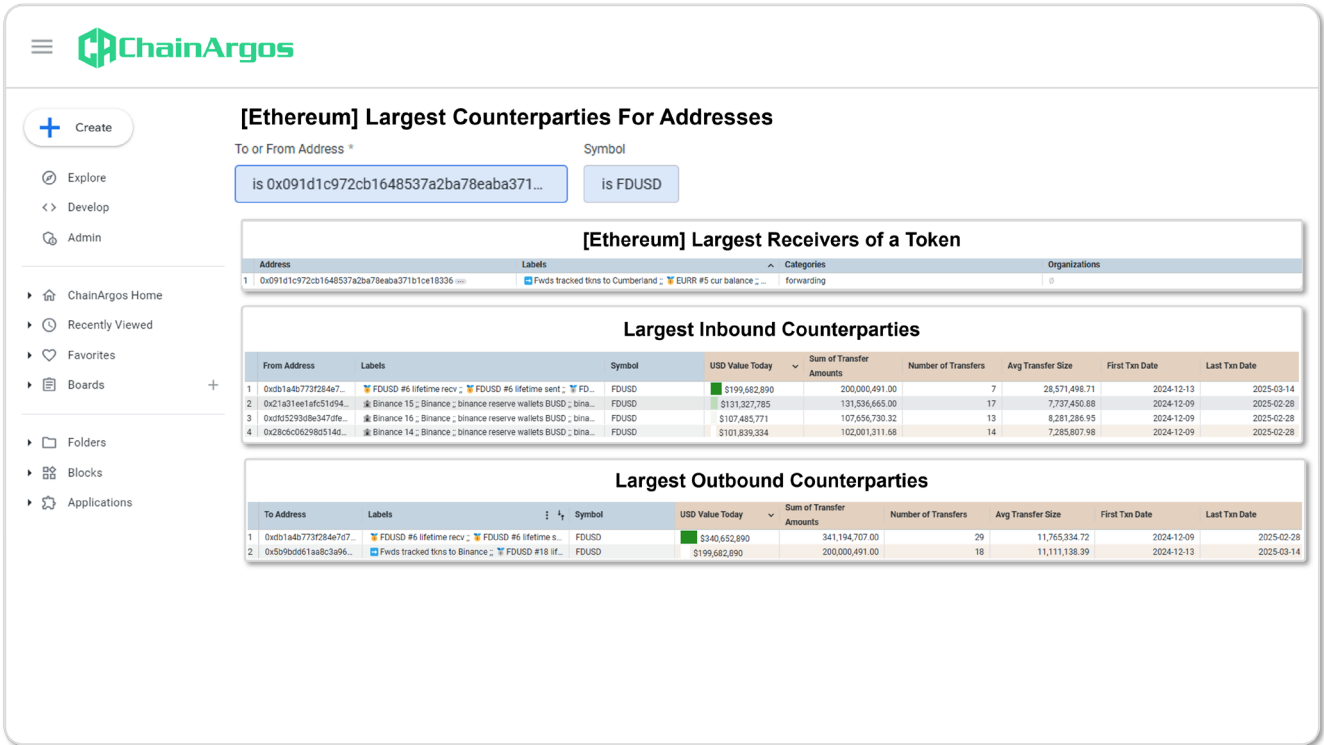 ChainArgos
Create
Explore
Develop
Admin
ChainArgos Home
Recently Viewed
Favorites
Boards
Folders
Blocks
Applications
[Ethereum] Largest Counterparties For Addresses
To or From Address * Symbol
is 0x091d1c972cb1648537a2ba78eaba371... is FDUSD
[Ethereum] Largest Receivers of a Token
Address Labels Categories Organizations
1 0x091d1c972cb1648537a2ba78eaba371b1ce18336 ➡️Fwds tracked tkns to Cumberland ;; 🏅EURR #5 cur balance ;; ... forwarding ∅
Largest Inbound Counterparties
From Address Labels Symbol USD Value Today Sum of Transfer Amounts Number of Transfers Avg Transfer Size First Txn Date Last Txn Date
1 0xdb1a4b773f284e7... 🏅FDUSD #6 lifetime recv ;; 🏅FDUSD #6 lifetime sent ;; 🏅FD... FDUSD $199,682,890 200,000,491.00 7 28,571,498.71 2024-12-13 2025-03-14
2 0x21a31ee1afc51d94... 🏦Binance 15 ;; Binance ;; binance reserve wallets BUSD ;; bina... FDUSD $131,327,785 131,536,665.00 17 7,737,450.88 2024-12-09 2025-02-28
3 0xdfd5293d8e347dfe... 🏦Binance 16 ;; Binance ;; binance reserve wallets BUSD ;; bina... FDUSD $107,485,771 107,656,730.32 13 8,281,286.95 2024-12-09 2025-02-28
4 0x28c6c06298d514d... 🏦Binance 14 ;; Binance ;; binance reserve wallets BUSD ;; bina... FDUSD $101,839,334 102,001,311.68 14 7,285,807.98 2024-12-09 2025-02-28
Largest Outbound Counterparties
To Address Labels Symbol USD Value Today Sum of Transfer Amounts Number of Transfers Avg Transfer Size First Txn Date Last Txn Date
1 0xdb1a4b773f284e7d7... 🏅FDUSD #6 lifetime recv ;; 🏅FDUSD #6 lifetime s... FDUSD $340,652,890 341,194,707.00 29 11,765,334.72 2024-12-09 2025-02-28
2 0x5b9bdd61aa8c3a96... ➡️Fwds tracked tkns to Binance ;; 🏅FDUSD #18 lif... FDUSD $199,682,890 200,000,491.00 18 11,111,138.39 2024-12-13 2025-03-14